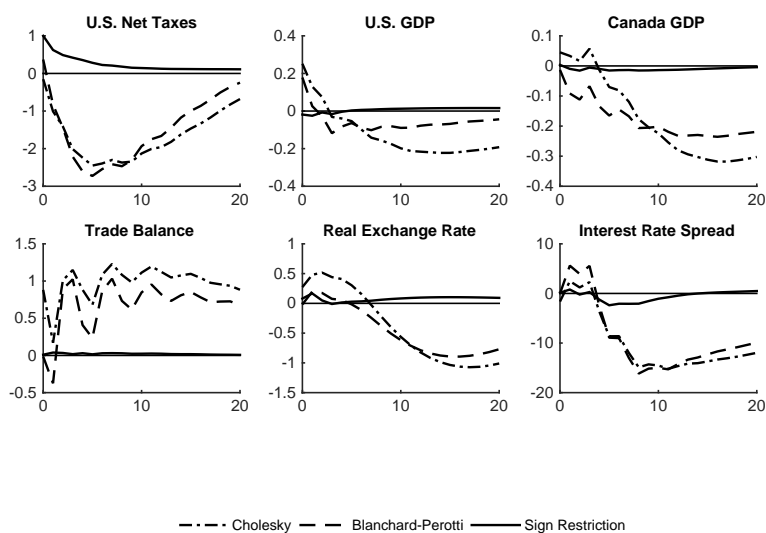 U.S. Net Taxes
1
0
-1
-2
-3
0 10 20
U.S. GDP
0.4
0.2
0
-0.2
-0.4
0 10 20
Canada GDP
0.1
0
-0.1
-0.2
-0.3
-0.4
0 10 20
Trade Balance
1.5
1
0.5
0
-0.5
0 10 20
Real Exchange Rate
1
0.5
0
-0.5
-1
-1.5
0 10 20
Interest Rate Spread
10
0
-10
-20
0 10 20
Cholesky Blanchard-Perotti Sign Restriction